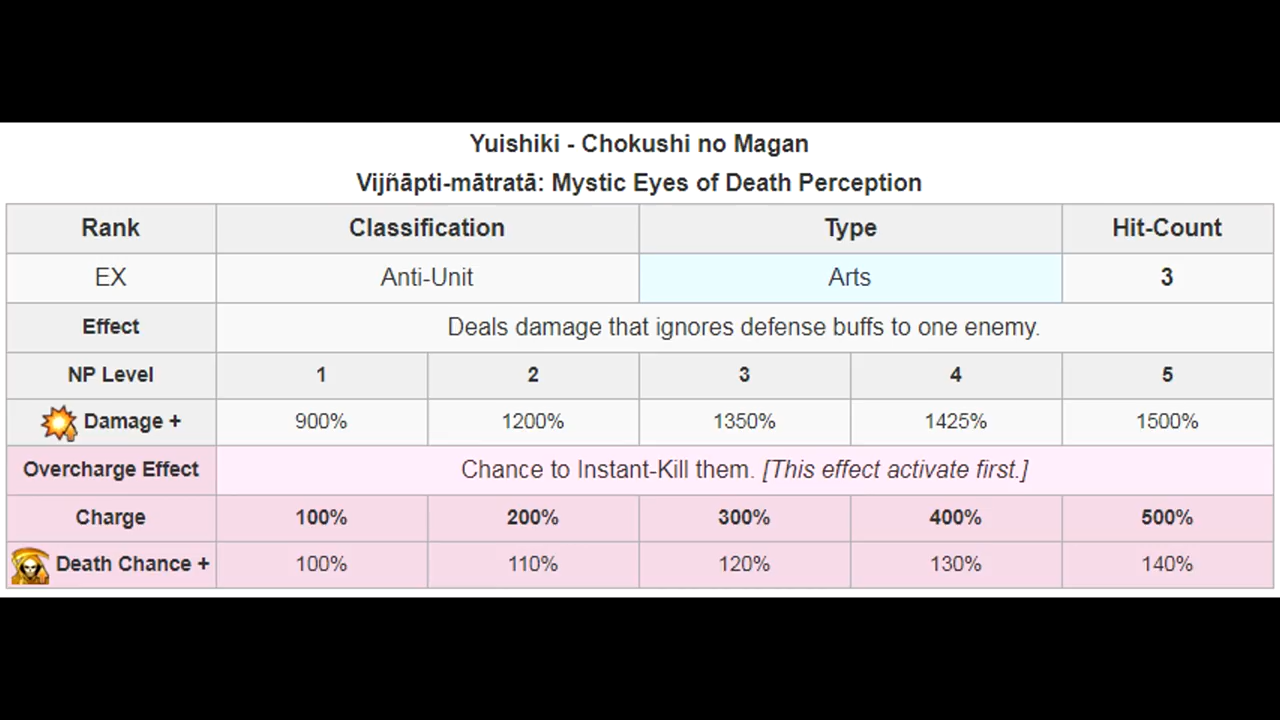 Yuishiki - Chokushi no Magan
Vijñāpti-mātratā: Mystic Eyes of Death Perception
Rank Classification Type Hit-Count
EX Anti-Unit Arts 3
Effect Deals damage that ignores defense buffs to one enemy.
NP Level 1 2 3 4 5
Damage + 900% 1200% 1350% 1425% 1500%
Overcharge Effect Chance to Instant-Kill them. [This effect activate first.]
Charge 100% 200% 300% 400% 500%
Death Chance + 100% 110% 120% 130% 140%